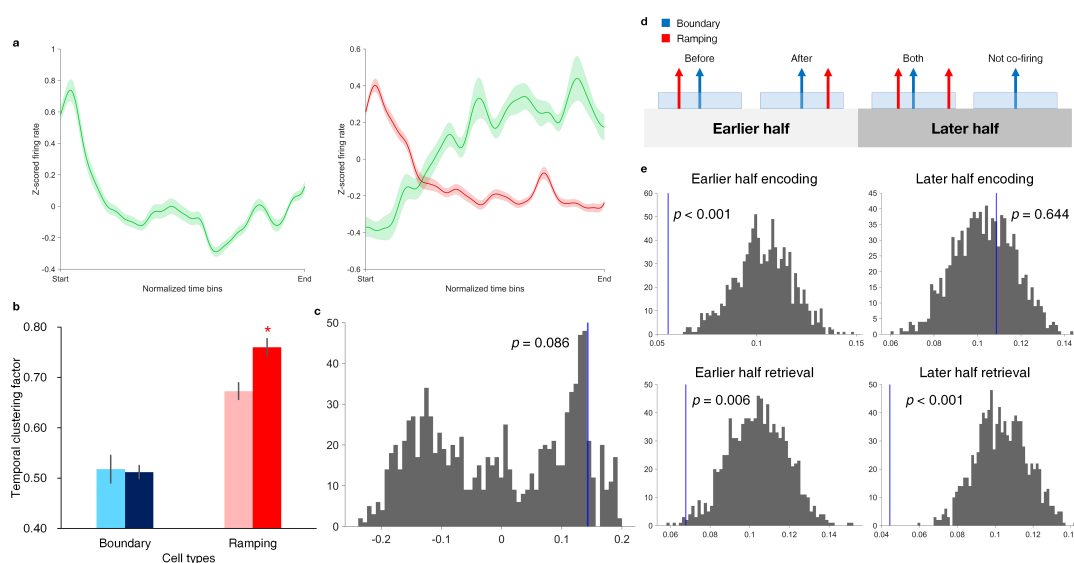 a
1
0.8
0.6
0.4
0.2
0
-0.2
-0.4
Z-scored firing rate
Start
End
Normalized time bins
0.6
0.4
0.2
0
-0.2
-0.4
-0.6
Z-scored firing rate
Start
End
Normalized time bins
b
0.80
0.70
0.60
0.50
0.40
Temporal clustering factor
*
Boundary
Ramping
Cell types
c
50
40
30
20
10
0
p = 0.086
-0.2
-0.1
0
0.1
0.2
d
Boundary
Ramping
Before
After
Both
Not co-firing
Earlier half
Later half
e
Earlier half encoding
p < 0.001
60
50
40
30
20
10
0
0.05
0.1
0.15
Later half encoding
p = 0.644
45
40
35
30
25
20
15
10
5
0
0.06
0.08
0.1
0.12
0.14
Earlier half retrieval
p = 0.006
50
40
30
20
10
0
0.06
0.08
0.1
0.12
0.14
Later half retrieval
p < 0.001
50
40
30
20
10
0
0.04
0.06
0.08
0.1
0.12